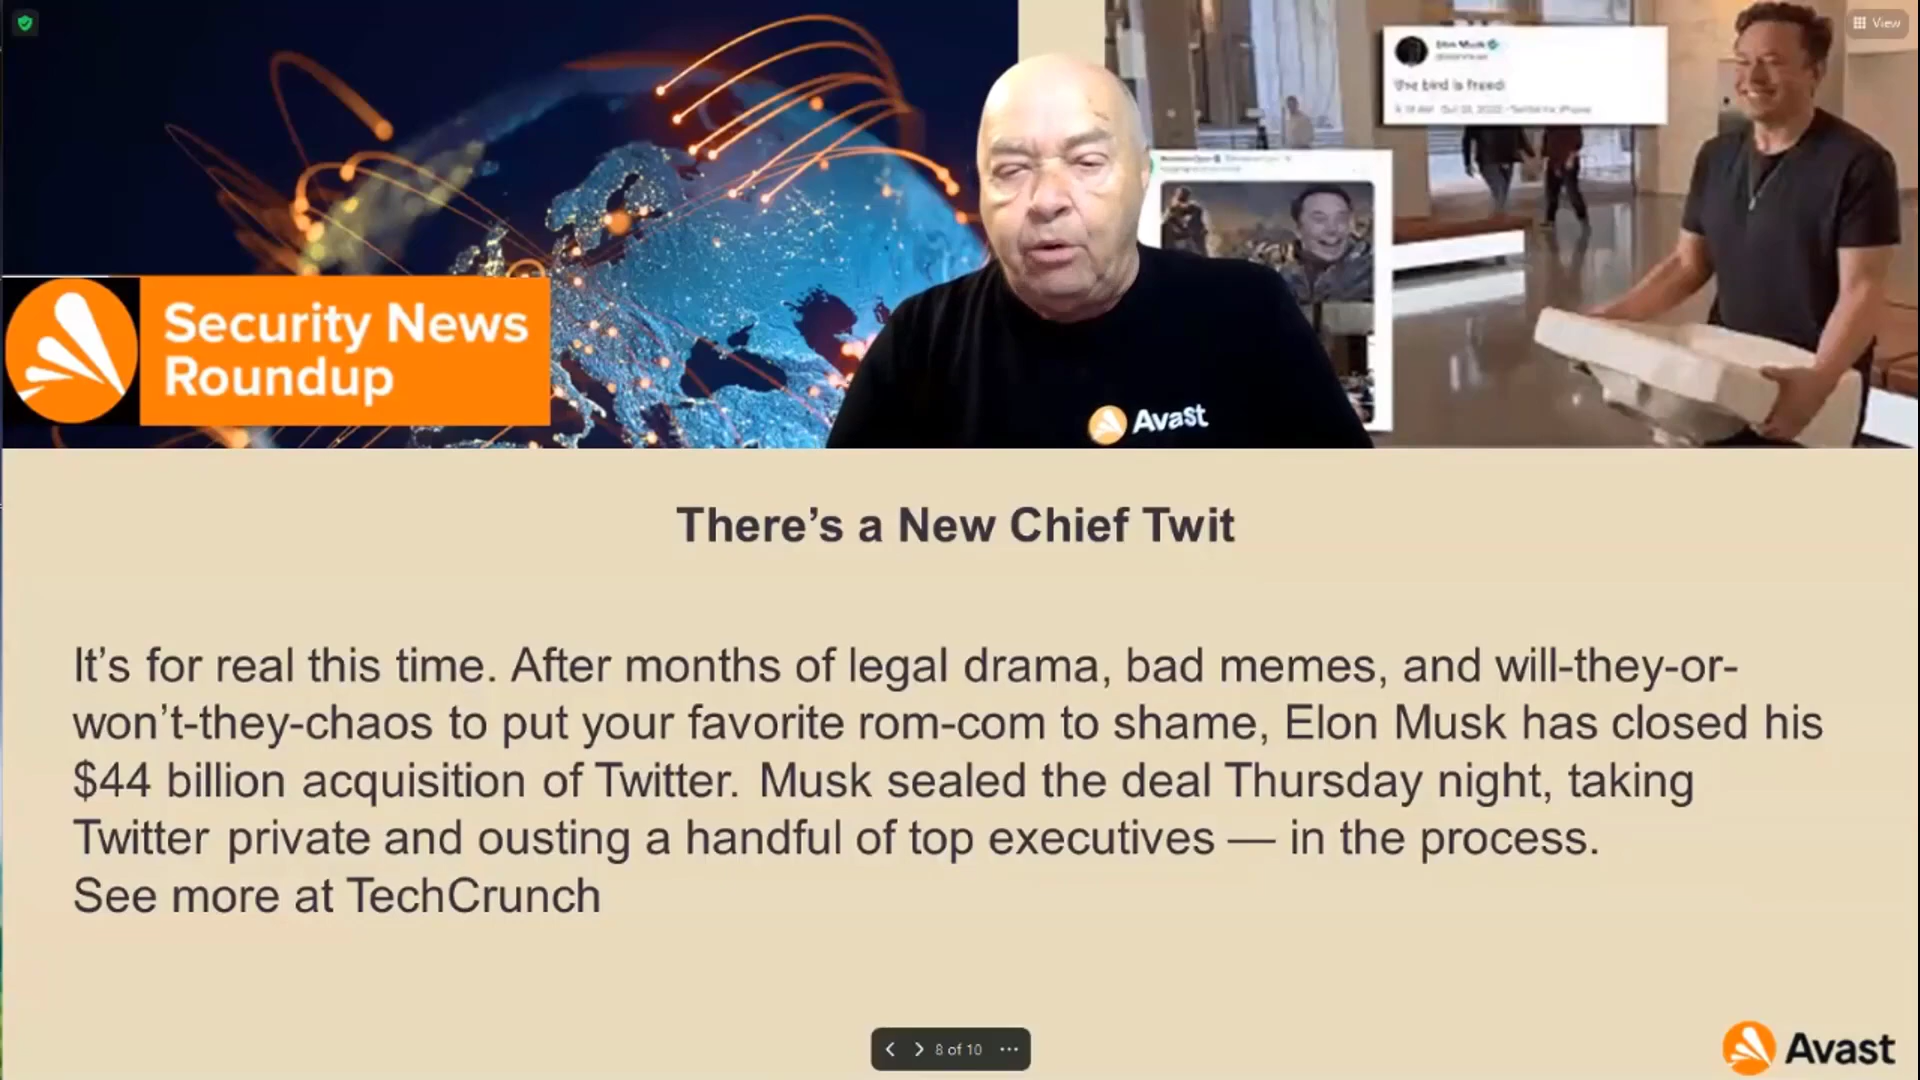 View
Elon Musk
the bird is freed
Security News
Roundup
Avast
There’s a New Chief Twit
It’s for real this time. After months of legal drama, bad memes, and will-they-or-
won’t-they-chaos to put your favorite rom-com to shame, Elon Musk has closed his
$44 billion acquisition of Twitter. Musk sealed the deal Thursday night, taking
Twitter private and ousting a handful of top executives — in the process.
See more at TechCrunch
8 of 10
Avast